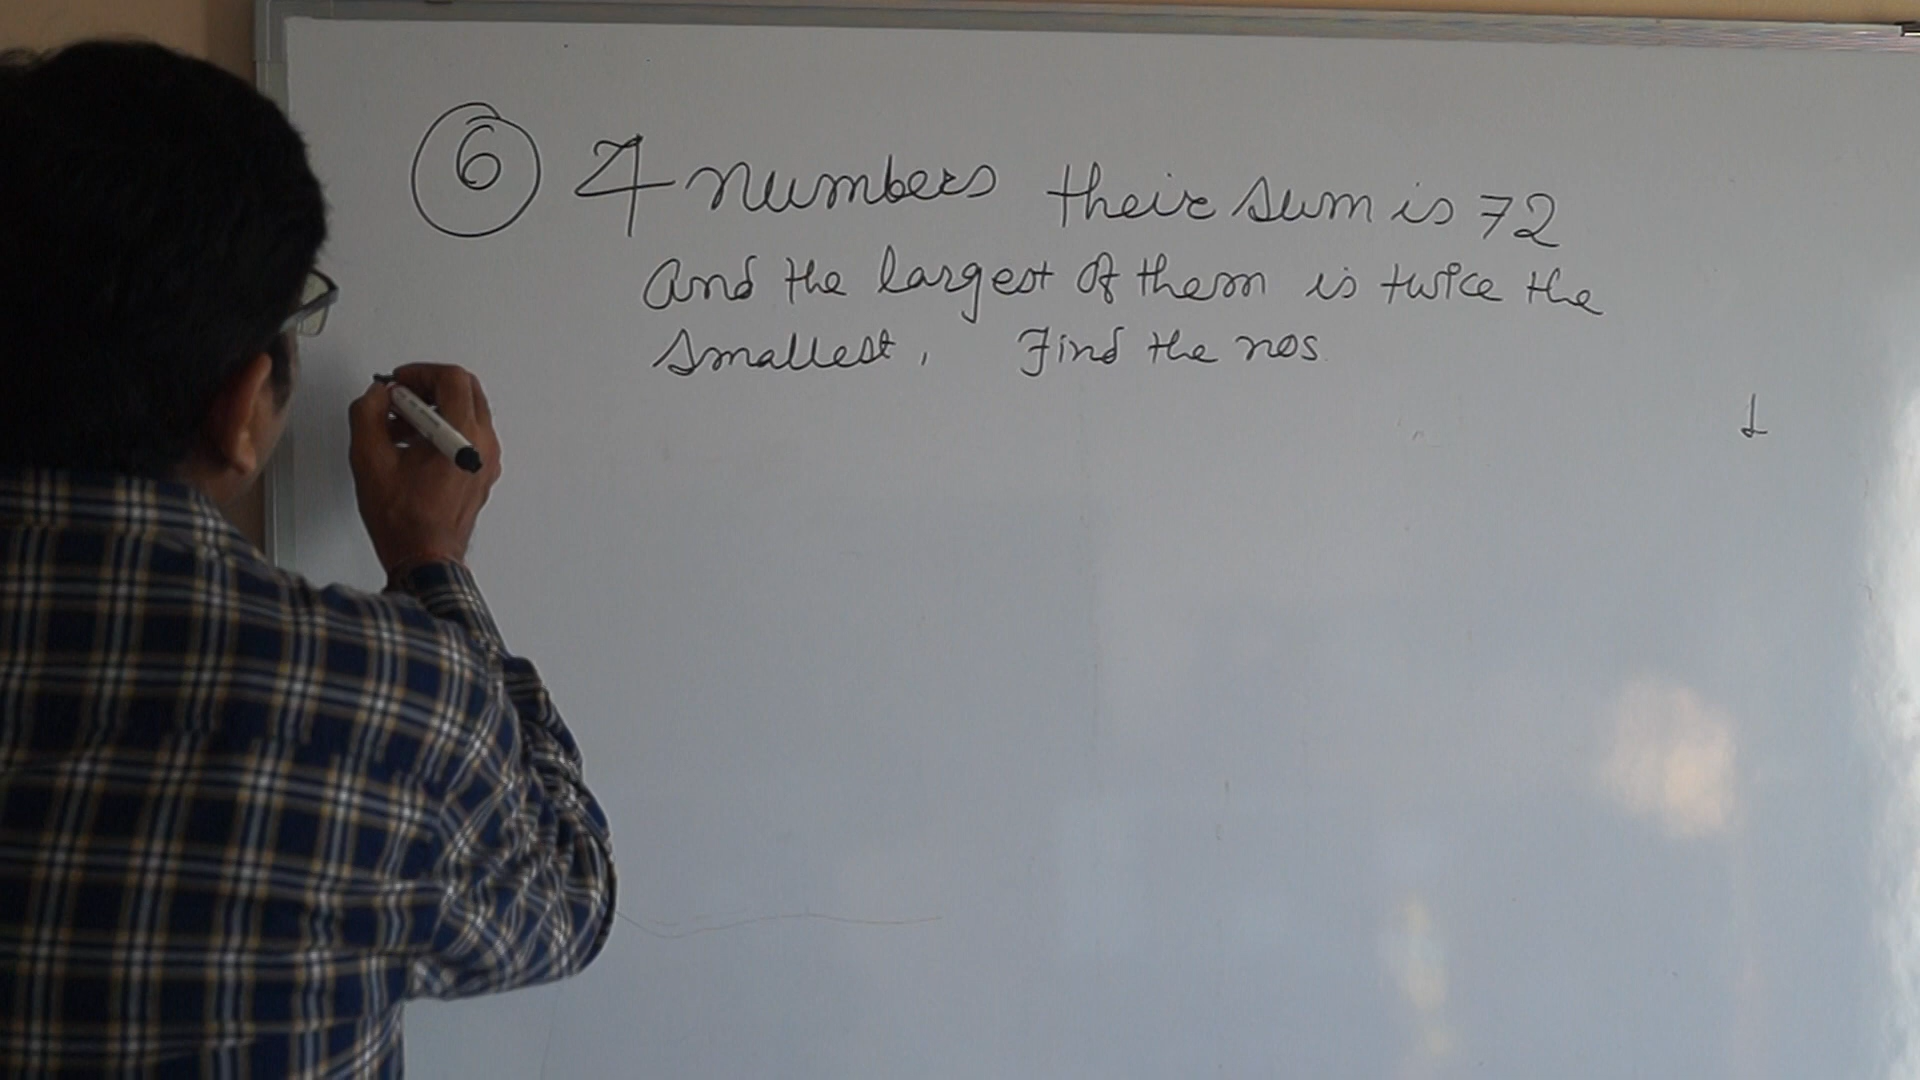 6 4 numbers their sum is 72
and the largest of them is twice the
smallest, Find the nos.